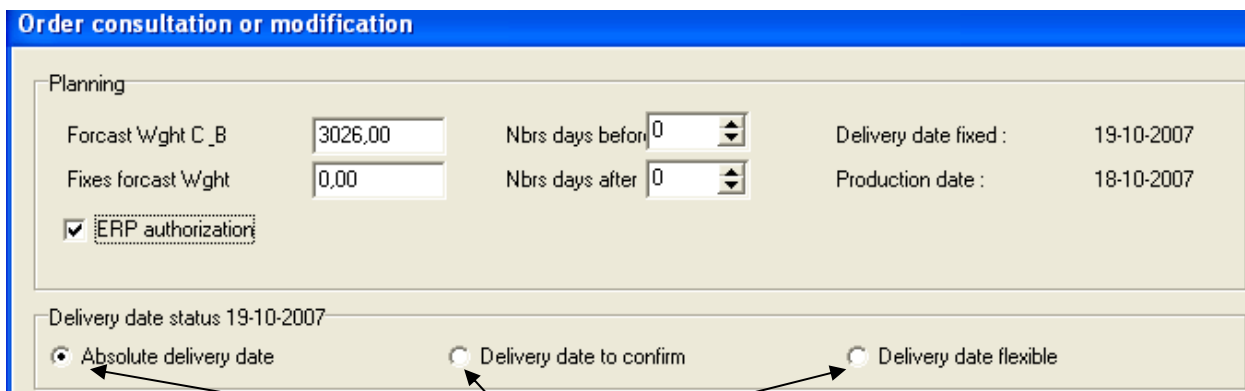 Order consultation or modification
Planning
Forcast Wght C_B 3026,00 Nbrs days befor 0 Delivery date fixed : 19-10-2007
Fixes forcast Wght 0,00 Nbrs days after 0 Production date : 18-10-2007
ERP authorization
Delivery date status 19-10-2007
Absolute delivery date Delivery date to confirm Delivery date flexible